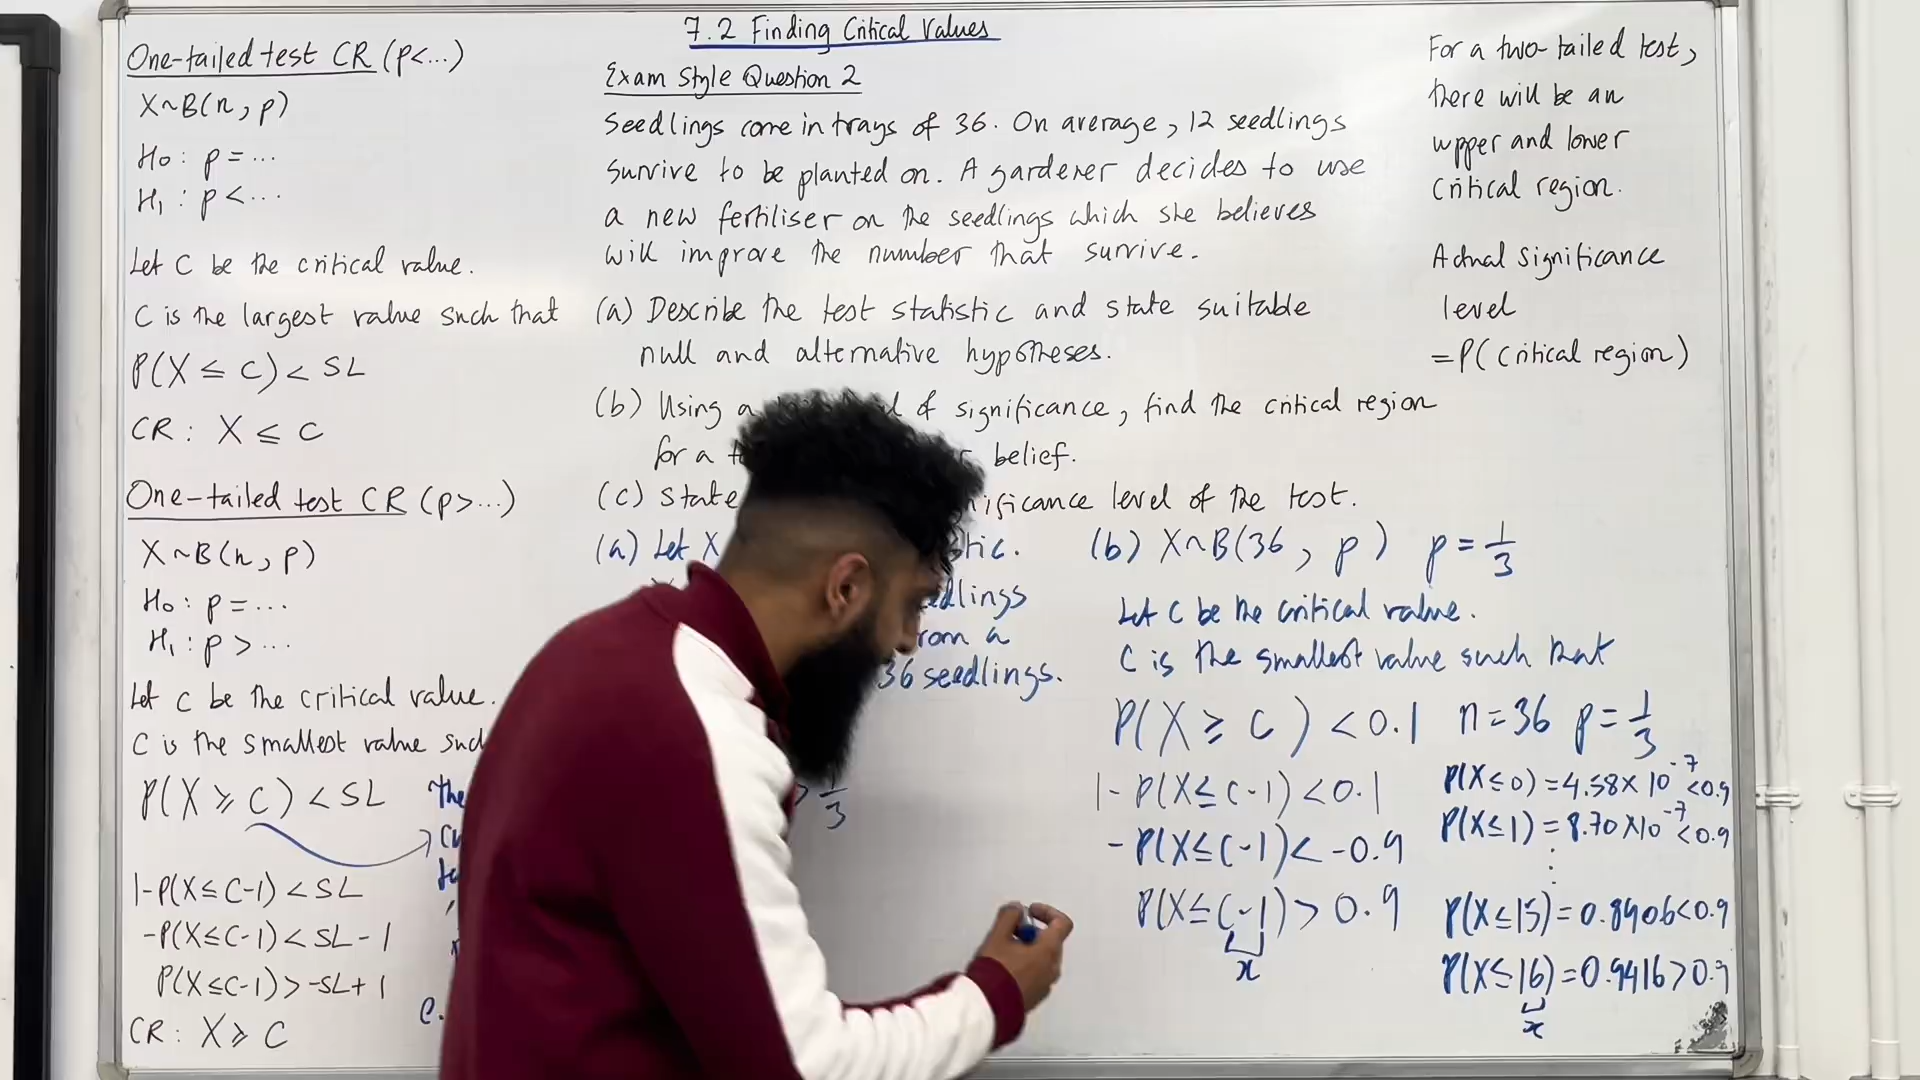 7.2 Finding Critical Values
One-tailed test CR (p<...)
X~B(n, p)
H₀: p = ...
H₁: p < ...
Let C be the critical value.
C is the largest value such that
P(X ≤ C) < SL
CR: X ≤ C
One-tailed test CR (p>...)
X~B(n, p)
H₀: p = ...
H₁: p > ...
Let C be the critical value.
C is the smallest value
P(X ≥ C) < SL
1-P(X≤C-1) < SL
-P(X≤C-1) < SL-1
P(X≤C-1) > -SL+1
CR: X ≥ C
Exam Style Question 2
Seedlings come in trays of 36. On average, 12 seedlings
survive to be planted on. A gardener decides to use
a new fertiliser on the seedlings which she believes
will improve the number that survive.
(a) Describe the test statistic and state suitable
null and alternative hypotheses.
(b) Using a of significance, find the critical region
for a belief.
(c) State level of the test.
(a) Let X
36 seedlings.
1/3
(b) X~B(36, p) p = 1/3
Let C be the critical value.
C is the smallest value such that
P(X ≥ C) < 0.1 n = 36 p = 1/3
1-P(X≤C-1) < 0.1
-P(X≤C-1) < -0.9
P(X≤C-1) > 0.9
x
P(X≤0) = 4.58×10⁻⁷ <0.9
P(X≤1) = 8.70×10⁻⁷ <0.9
⋮
P(X≤15) = 0.8906<0.9
P(X≤16) = 0.9416>0.9
x
For a two-tailed test,
there will be an
upper and lower
critical region.
Actual significance
level
=P(critical region)